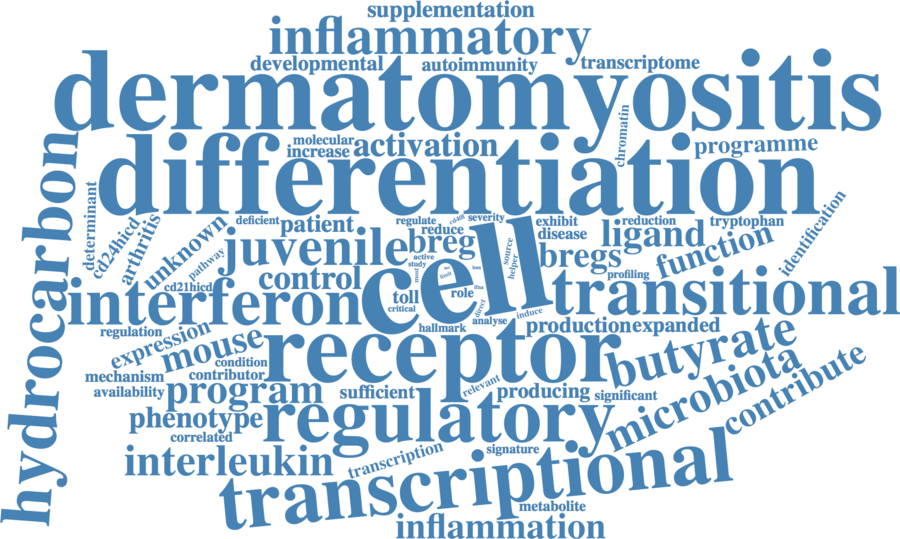 supplementation
inflammatory
developmental autoimmunity transcriptome
dermatomyositis
molecular
increase activation
chromatin
programme
differentiation
hydrocarbon
determinant
cd24hicd
arthritis
unknown
pathway
cd21hicd
deficient
patient
regulate
cd40l
severity
reduce
exhibit
disease
reduction
tryptophan
identification
juvenile
breg
cell
source
helper
bregs
ligand
function
profiling
active
study
control
toll
critical
role
direct
induce
analyse
hallmark
interferon
transitional
regulation
expression
mouse
condition
contributor
mechanism
availability
receptor
production expanded
butyrate
microbiota
contribute
program
sufficient
relevant
producing
significant
phenotype
regulatory
correlated
interleukin
transcription
signature
transcriptional
metabolite
inflammation